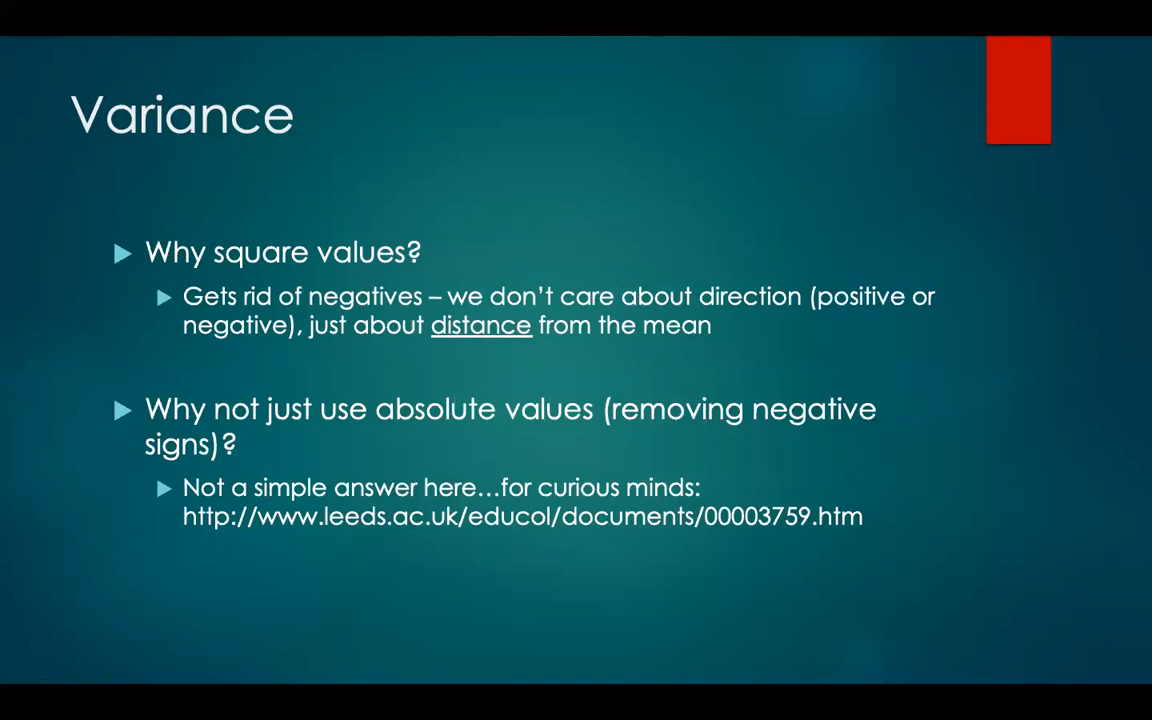 Variance
Why square values?
Gets rid of negatives – we don't care about direction (positive or
negative), just about distance from the mean
Why not just use absolute values (removing negative
signs)?
Not a simple answer here…for curious minds:
http://www.leeds.ac.uk/educol/documents/00003759.htm